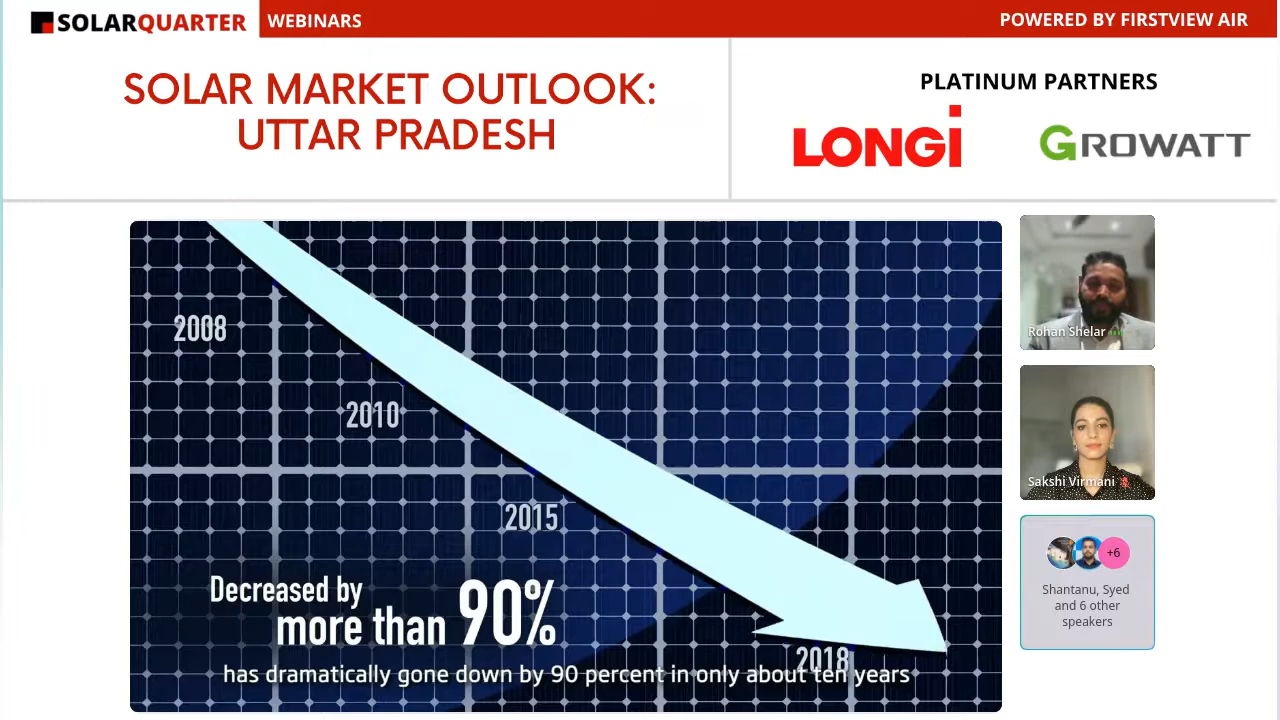 SOLARQUARTER WEBINARS
POWERED BY FIRSTVIEW AIR
SOLAR MARKET OUTLOOK:
UTTAR PRADESH
PLATINUM PARTNERS
LONGi
GROWATT
2008
2010
2015
2018
Decreased by
more than 90%
has dramatically gone down by 90 percent in only about ten years
Rohan Shelar
Sakshi Virmani
+6
Shantanu, Syed
and 6 other
speakers